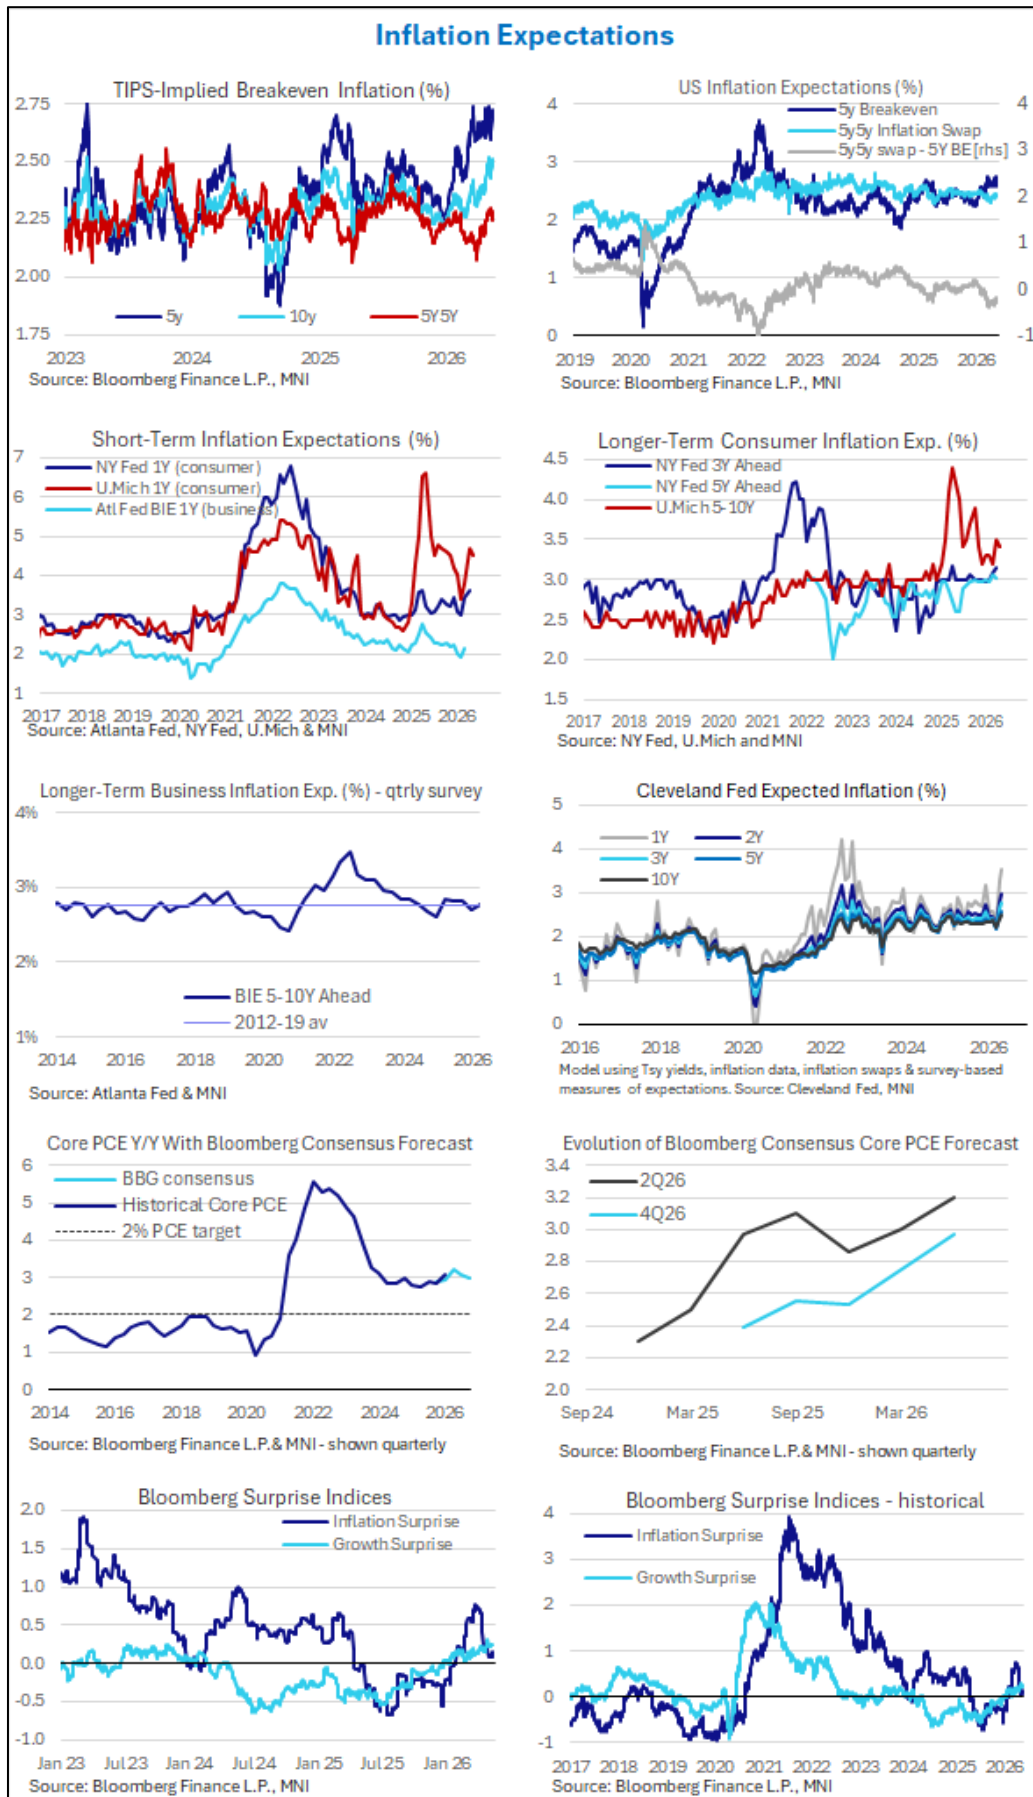 Inflation Expectations
TIPS-Implied Breakeven Inflation (%)
2.75
2.50
2.25
2.00
1.75
5y
10y
5Y5Y
2023
2024
2025
2026
Source: Bloomberg Finance L.P., MNI
US Inflation Expectations (%)
5y Breakeven
5y5y Inflation Swap
5y5y swap - 5Y BE [rhs]
4
3
2
1
0
4
3
2
1
0
-1
2019 2020 2021 2022 2023 2024 2025 2026
Source: Bloomberg Finance L.P., MNI
Short-Term Inflation Expectations (%)
7
6
5
4
3
2
1
NY Fed 1Y (consumer)
U.Mich 1Y (consumer)
Atl Fed BIE 1Y (business)
2017 2018 2019 2020 2021 2022 2023 2024 2025 2026
Source: Atlanta Fed, NY Fed, U.Mich & MNI
Longer-Term Consumer Inflation Exp. (%)
4.5
4.0
3.5
3.0
2.5
2.0
1.5
NY Fed 3Y Ahead
NY Fed 5Y Ahead
U.Mich 5-10Y
2017 2018 2019 2020 2021 2022 2023 2024 2025 2026
Source: NY Fed, U.Mich and MNI
Longer-Term Business Inflation Exp. (%) - qtrly survey
4%
3%
2%
1%
BIE 5-10Y Ahead
2012-19 av
2014 2016 2018 2020 2022 2024 2026
Source: Atlanta Fed & MNI
Cleveland Fed Expected Inflation (%)
5
4
3
2
1
0
1Y
2Y
3Y
5Y
10Y
2016 2018 2020 2022 2024 2026
Model using Tsy yields, inflation data, inflation swaps & survey-based
measures of expectations. Source: Cleveland Fed, MNI
Core PCE Y/Y With Bloomberg Consensus Forecast
6
5
4
3
2
1
0
BBG consensus
Historical Core PCE
2% PCE target
2014 2016 2018 2020 2022 2024 2026
Source: Bloomberg Finance L.P.& MNI - shown quarterly
Evolution of Bloomberg Consensus Core PCE Forecast
3.4
3.2
3.0
2.8
2.6
2.4
2.2
2.0
2Q26
4Q26
Sep 24
Mar 25
Sep 25
Mar 26
Source: Bloomberg Finance L.P.& MNI - shown quarterly
Bloomberg Surprise Indices
2.0
1.5
1.0
0.5
0.0
-0.5
-1.0
Inflation Surprise
Growth Surprise
Jan 23 Jul 23 Jan 24 Jul 24 Jan 25 Jul 25 Jan 26
Source: Bloomberg Finance L.P., MNI
Bloomberg Surprise Indices - historical
4
3
2
1
0
-1
Inflation Surprise
Growth Surprise
2017 2018 2019 2020 2021 2022 2023 2024 2025 2026
Source: Bloomberg Finance L.P., MNI